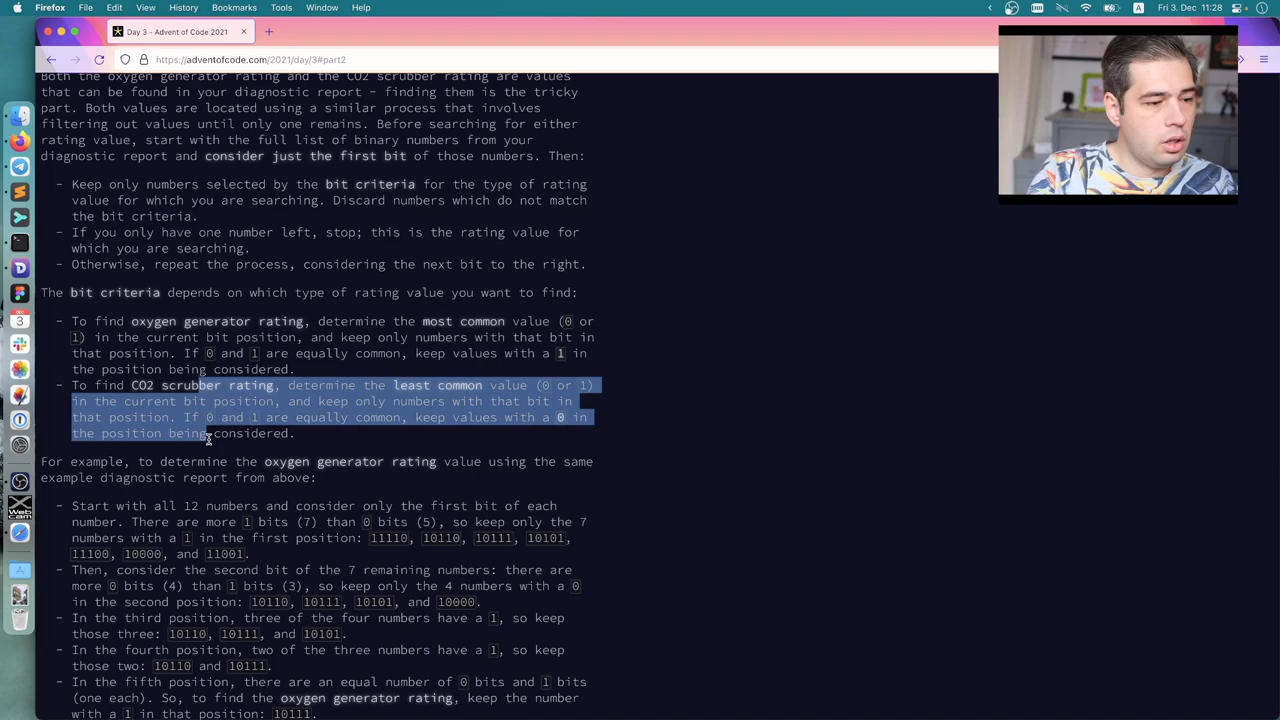 Firefox File Edit View History Bookmarks Tools Window Help
Fri 3. Dec 11:28
Day 3 - Advent of Code 2021
https://adventofcode.com/2021/day/3#part2
Both the oxygen generator rating and the CO2 scrubber rating are values
that can be found in your diagnostic report - finding them is the tricky
part. Both values are located using a similar process that involves
filtering out values until only one remains. Before searching for either
rating value, start with the full list of binary numbers from your
diagnostic report and consider just the first bit of those numbers. Then:
- Keep only numbers selected by the bit criteria for the type of rating
value for which you are searching. Discard numbers which do not match
the bit criteria.
- If you only have one number left, stop; this is the rating value for
which you are searching.
- Otherwise, repeat the process, considering the next bit to the right.
The bit criteria depends on which type of rating value you want to find:
- To find oxygen generator rating, determine the most common value (0 or
1) in the current bit position, and keep only numbers with that bit in
that position. If 0 and 1 are equally common, keep values with a 1 in
the position being considered.
- To find CO2 scrubber rating, determine the least common value (0 or 1)
in the current bit position, and keep only numbers with that bit in
that position. If 0 and 1 are equally common, keep values with a 0 in
the position being considered.
For example, to determine the oxygen generator rating value using the same
example diagnostic report from above:
- Start with all 12 numbers and consider only the first bit of each
number. There are more 1 bits (7) than 0 bits (5), so keep only the 7
numbers with a 1 in the first position: 11110, 10110, 10111, 10101,
11100, 10000, and 11001.
- Then, consider the second bit of the 7 remaining numbers: there are
more 0 bits (4) than 1 bits (3), so keep only the 4 numbers with a 0
in the second position: 10110, 10111, 10101, and 10000.
- In the third position, three of the four numbers have a 1, so keep
those three: 10110, 10111, and 10101.
- In the fourth position, two of the three numbers have a 1, so keep
those two: 10110 and 10111.
- In the fifth position, there are an equal number of 0 bits and 1 bits
(one each). So, to find the oxygen generator rating, keep the number
with a 1 in that position: 10111.
DEC
3
Webcam